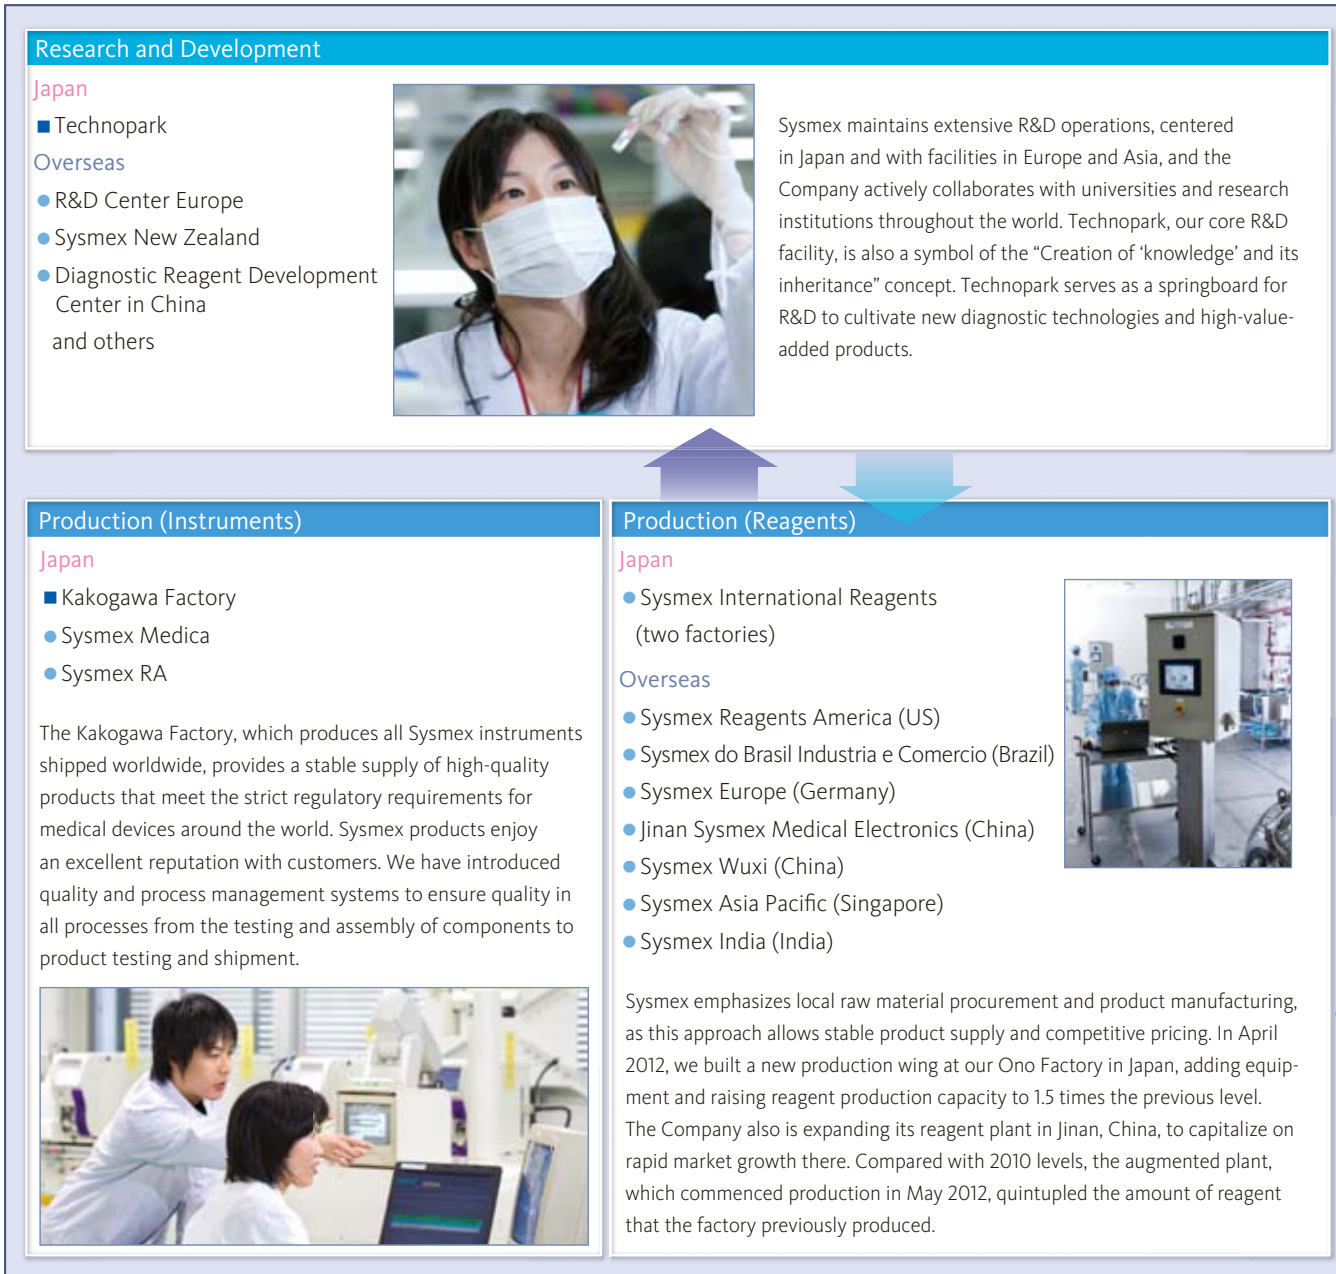 Research and Development
Japan
Technopark
Overseas
R&D Center Europe
Sysmex New Zealand
Diagnostic Reagent Development
Center in China
and others
Sysmex maintains extensive R&D operations, centered
in Japan and with facilities in Europe and Asia, and the
Company actively collaborates with universities and research
institutions throughout the world. Technopark, our core R&D
facility, is also a symbol of the “Creation of ‘knowledge’ and its
inheritance” concept. Technopark serves as a springboard for
R&D to cultivate new diagnostic technologies and high-value-
added products.
Production (Instruments)
Japan
Kakogawa Factory
Sysmex Medica
Sysmex RA
The Kakogawa Factory, which produces all Sysmex instruments
shipped worldwide, provides a stable supply of high-quality
products that meet the strict regulatory requirements for
medical devices around the world. Sysmex products enjoy
an excellent reputation with customers. We have introduced
quality and process management systems to ensure quality in
all processes from the testing and assembly of components to
product testing and shipment.
Production (Reagents)
Japan
Sysmex International Reagents
(two factories)
Overseas
Sysmex Reagents America (US)
Sysmex do Brasil Industria e Comercio (Brazil)
Sysmex Europe (Germany)
Jinan Sysmex Medical Electronics (China)
Sysmex Wuxi (China)
Sysmex Asia Pacific (Singapore)
Sysmex India (India)
Sysmex emphasizes local raw material procurement and product manufacturing,
as this approach allows stable product supply and competitive pricing. In April
2012, we built a new production wing at our Ono Factory in Japan, adding equip-
ment and raising reagent production capacity to 1.5 times the previous level.
The Company also is expanding its reagent plant in Jinan, China, to capitalize on
rapid market growth there. Compared with 2010 levels, the augmented plant,
which commenced production in May 2012, quintupled the amount of reagent
that the factory previously produced.